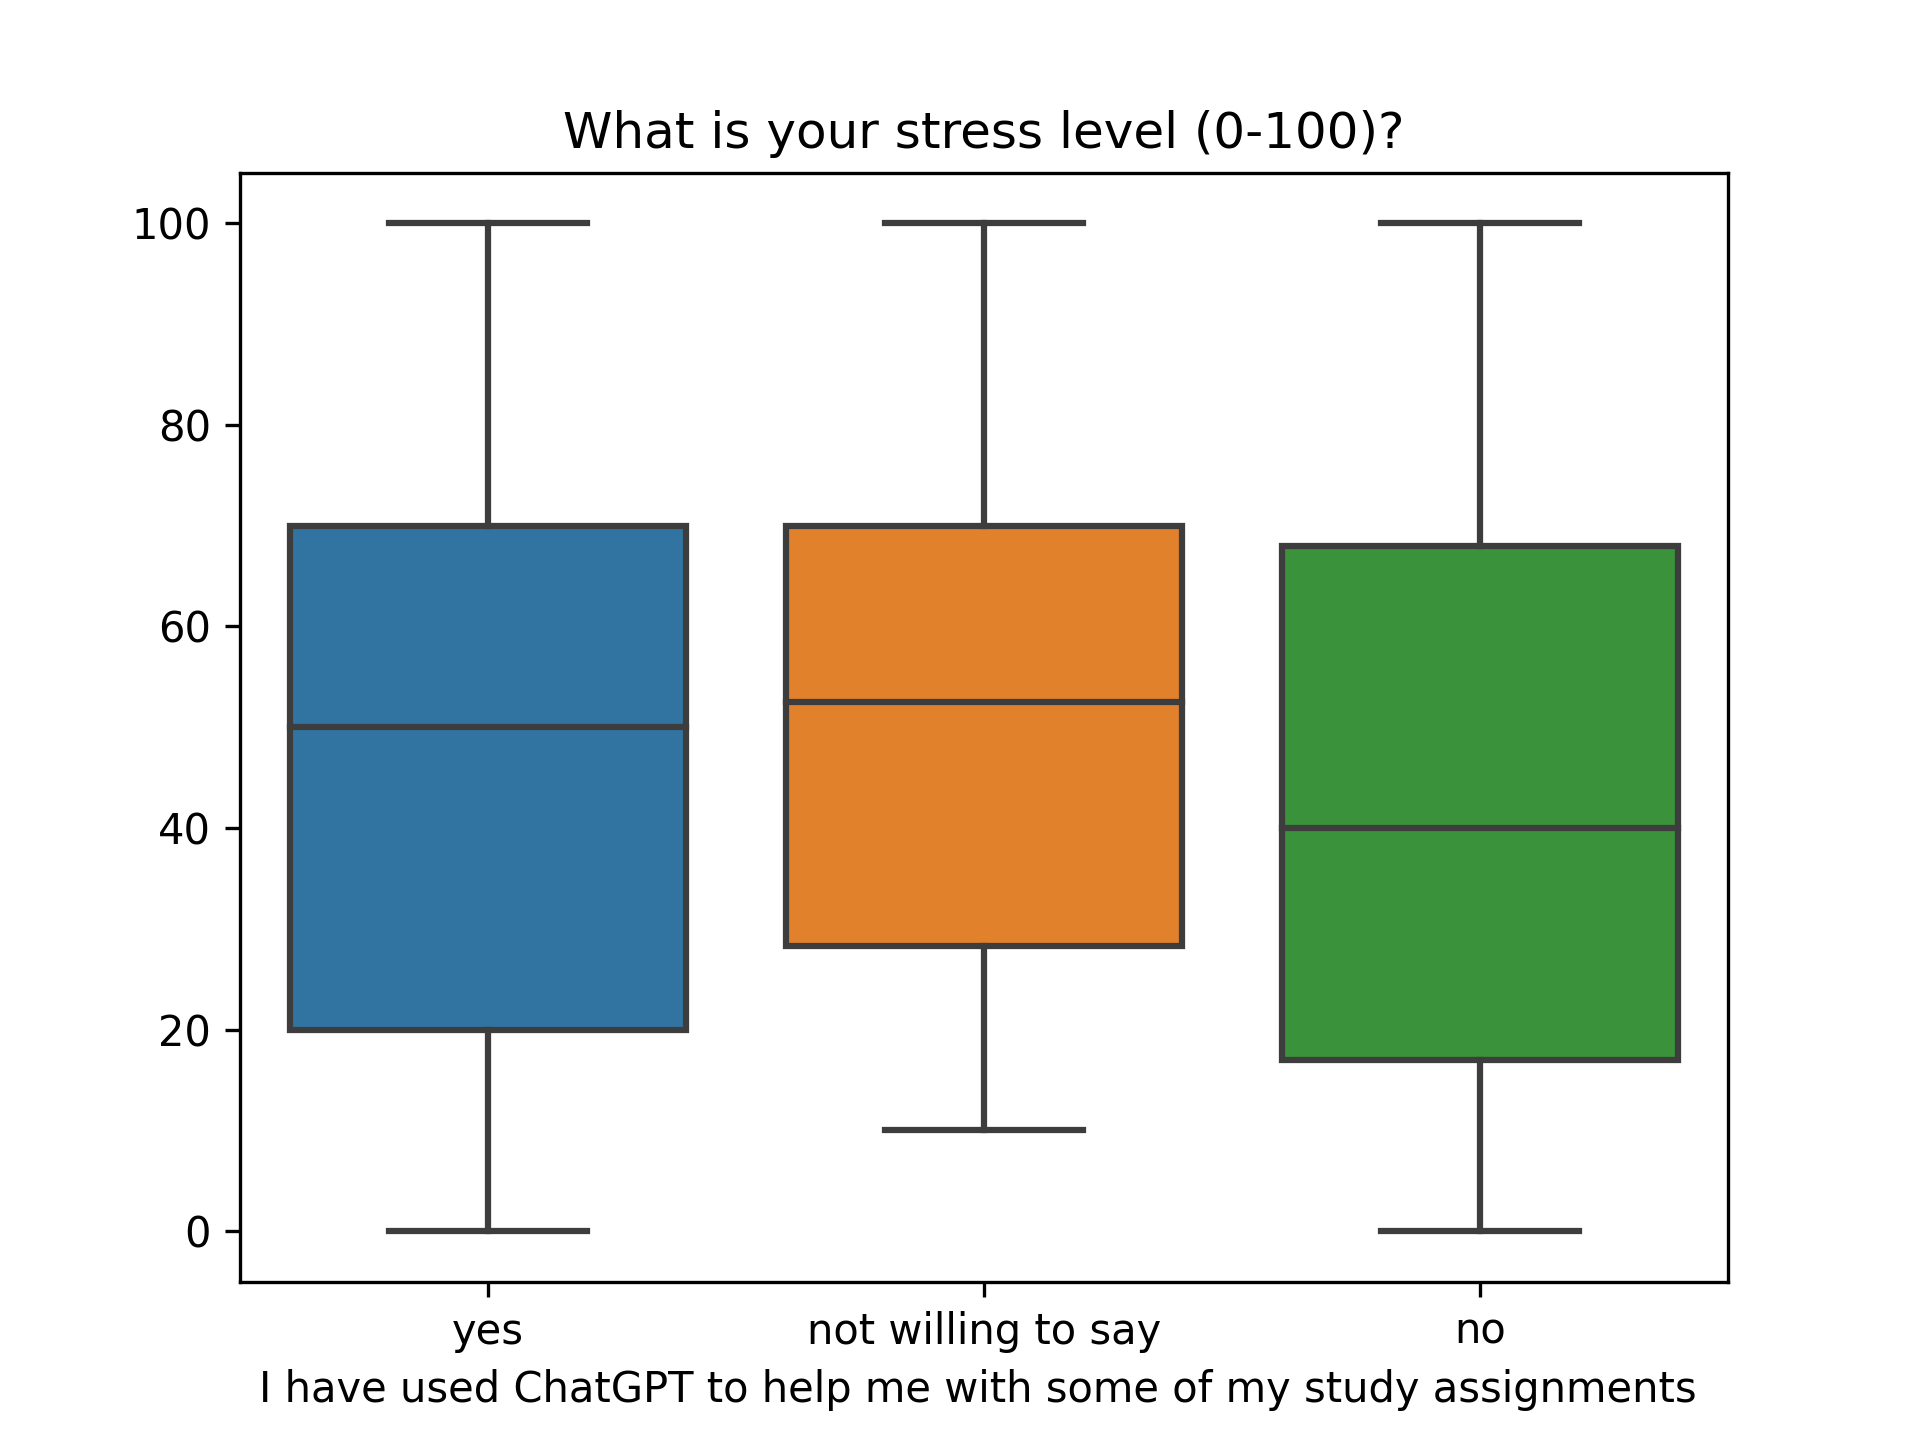 What is your stress level (0-100)?
100
80
60
40
20
0
yes not willing to say no
I have used ChatGPT to help me with some of my study assignments